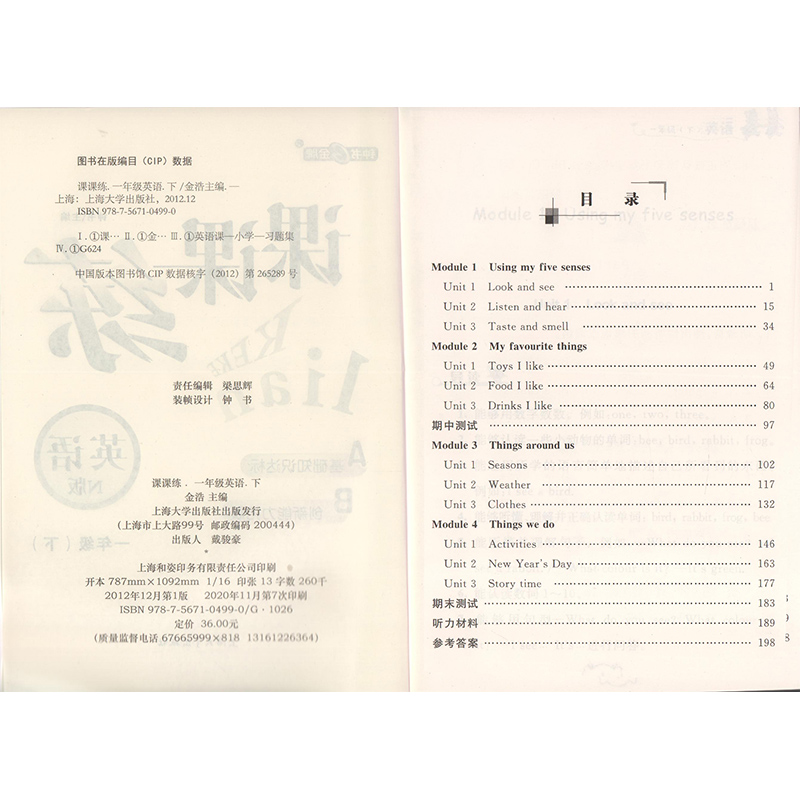 图书在版编目（CIP）数据
课课练. 一年级英语. 下/金浩主编. —
上海：上海大学出版社，2012.12
ISBN 978-7-5671-0499-0
Ⅰ.①课… Ⅱ.①金… Ⅲ.①英语课—小学—习题集
Ⅳ.①G624
中国版本图书馆 CIP 数据核字（2012）第 265289 号
责任编辑 梁思辉
装帧设计 钟 书
课课练. 一年级英语. 下
金浩 主编
上海大学出版社出版发行
（上海市上大路99号 邮政编码 200444）
出版人 戴骏豪
上海和姿印务有限责任公司印刷
开本 787mm×1092mm 1/16 印张 13 字数 260千
2012年12月第1版 2020年11月第7次印刷
ISBN 978-7-5671-0499-0/G·1026
定价 36.00元
（质量监督电话 67665999×818 13161226364）
目 录
Module 1 Using my five senses
Unit 1 Look and see ………… 1
Unit 2 Listen and hear ………… 15
Unit 3 Taste and smell ………… 34
Module 2 My favourite things
Unit 1 Toys I like ………… 49
Unit 2 Food I like ………… 64
Unit 3 Drinks I like ………… 80
期中测试 ………… 97
Module 3 Things around us
Unit 1 Seasons ………… 102
Unit 2 Weather ………… 117
Unit 3 Clothes ………… 132
Module 4 Things we do
Unit 1 Activities ………… 146
Unit 2 New Year's Day ………… 163
Unit 3 Story time ………… 177
期末测试 ………… 183
听力材料 ………… 189
参考答案 ………… 198